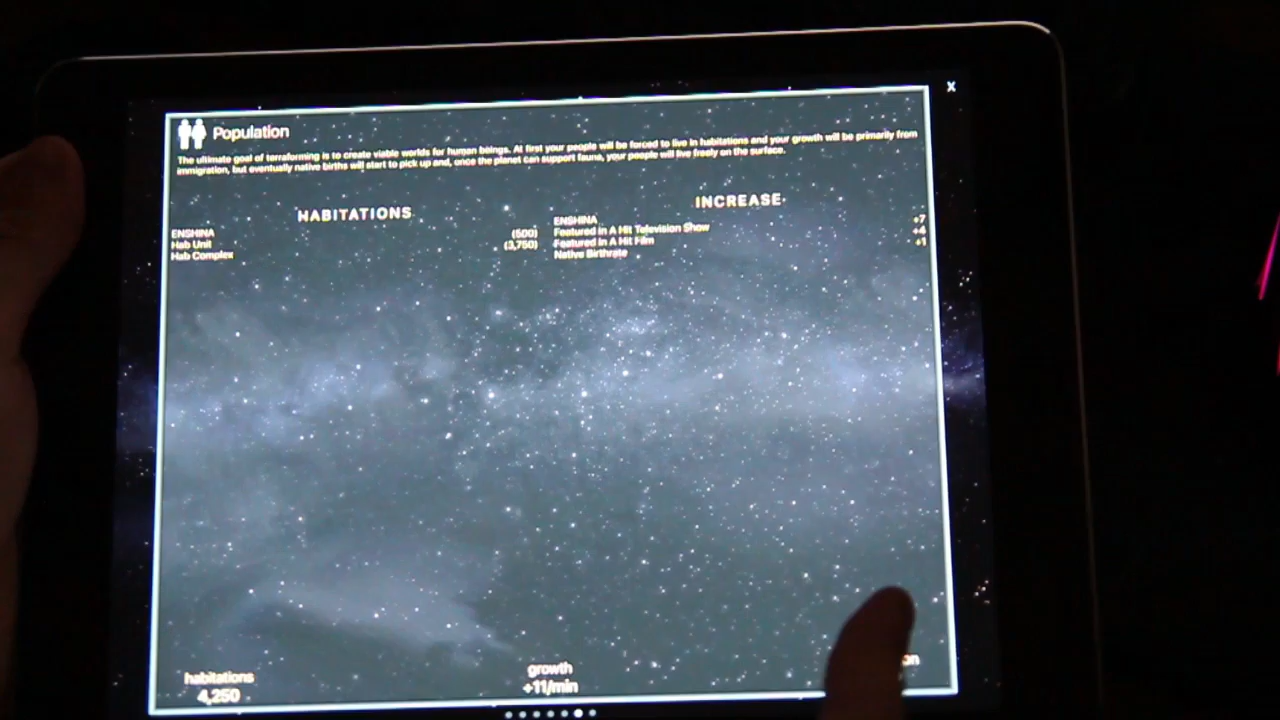 X
Population
The ultimate goal of terraforming is to create viable worlds for human beings. At first your people will be forced to live in habitations and your growth will be primarily from
immigration, but eventually native births will start to pick up and, once the planet can support fauna, your people will live freely on the surface.
HABITATIONS
ENSHINA
Hab Unit (500)
Hab Complex (3,750)
INCREASE
ENSHINA
Featured in A Hit Television Show +7
Featured in A Hit Film +4
Native Birthrate +1
habitations
4,250
growth
+11/min
on